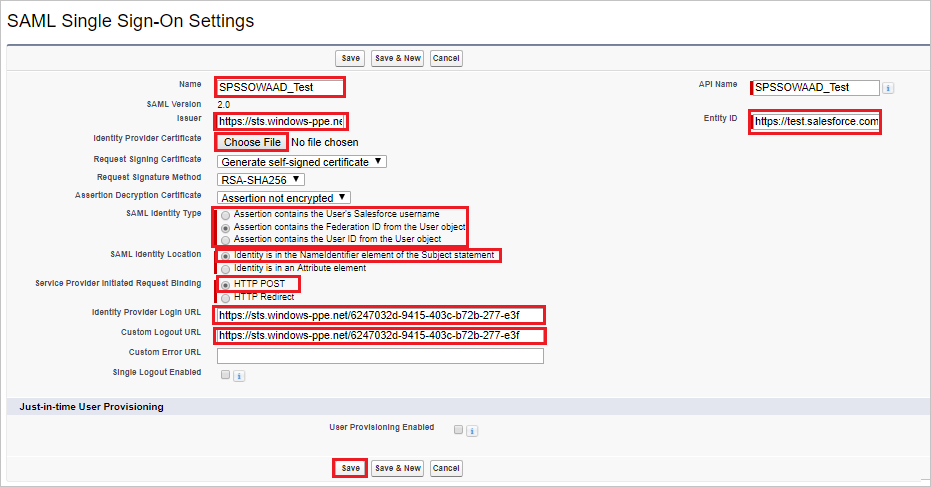 SAML Single Sign-On Settings
Save Save & New Cancel
Name SPSSOWAAD_Test API Name SPSSOWAAD_Test i
SAML Version 2.0
Issuer https://sts.windows-ppe.ne Entity ID https://test.salesforce.com
Identity Provider Certificate Choose File No file chosen
Request Signing Certificate Generate self-signed certificate
Request Signature Method RSA-SHA256
Assertion Decryption Certificate Assertion not encrypted
SAML Identity Type Assertion contains the User's Salesforce username
Assertion contains the Federation ID from the User object
Assertion contains the User ID from the User object
SAML Identity Location Identity is in the NameIdentifier element of the Subject statement
Identity is in an Attribute element
Service Provider Initiated Request Binding HTTP POST
HTTP Redirect
Identity Provider Login URL https://sts.windows-ppe.net/6247032d-9415-403c-b72b-277-e3f
Custom Logout URL https://sts.windows-ppe.net/6247032d-9415-403c-b72b-277-e3f
Custom Error URL
Single Logout Enabled i
Just-in-time User Provisioning
User Provisioning Enabled i
Save Save & New Cancel